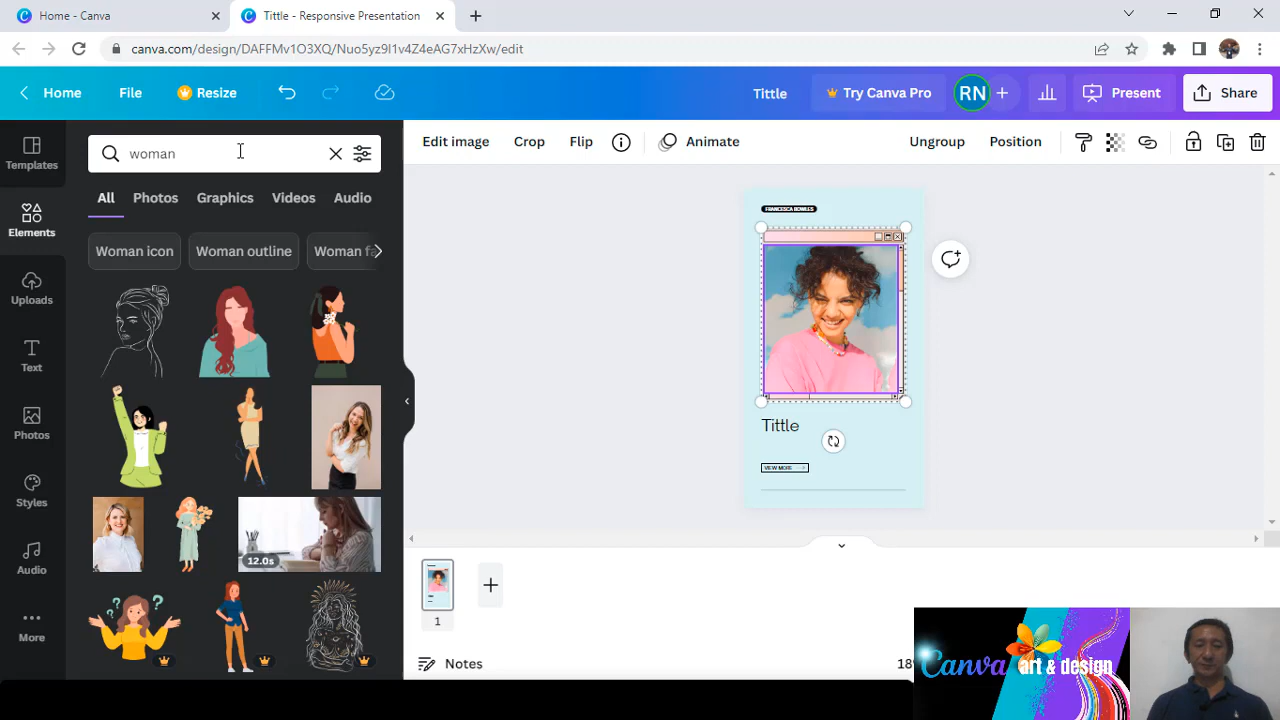 Home - Canva
Tittle - Responsive Presentation
canva.com/design/DAFFMv1O3XQ/Nuo5yz9I1v4Z4eAG7xHzXw/edit
Home
File
Resize
Tittle
Try Canva Pro
RN
Present
Share
Templates
Elements
Uploads
Text
Photos
Styles
Audio
More
woman
All
Photos
Graphics
Videos
Audio
Woman icon
Woman outline
Woman fa
12.0s
Edit image
Crop
Flip
Animate
Ungroup
Position
FRANCESCA BOWLES
Tittle
VIEW MORE
1
Notes
18
Canva
art & design